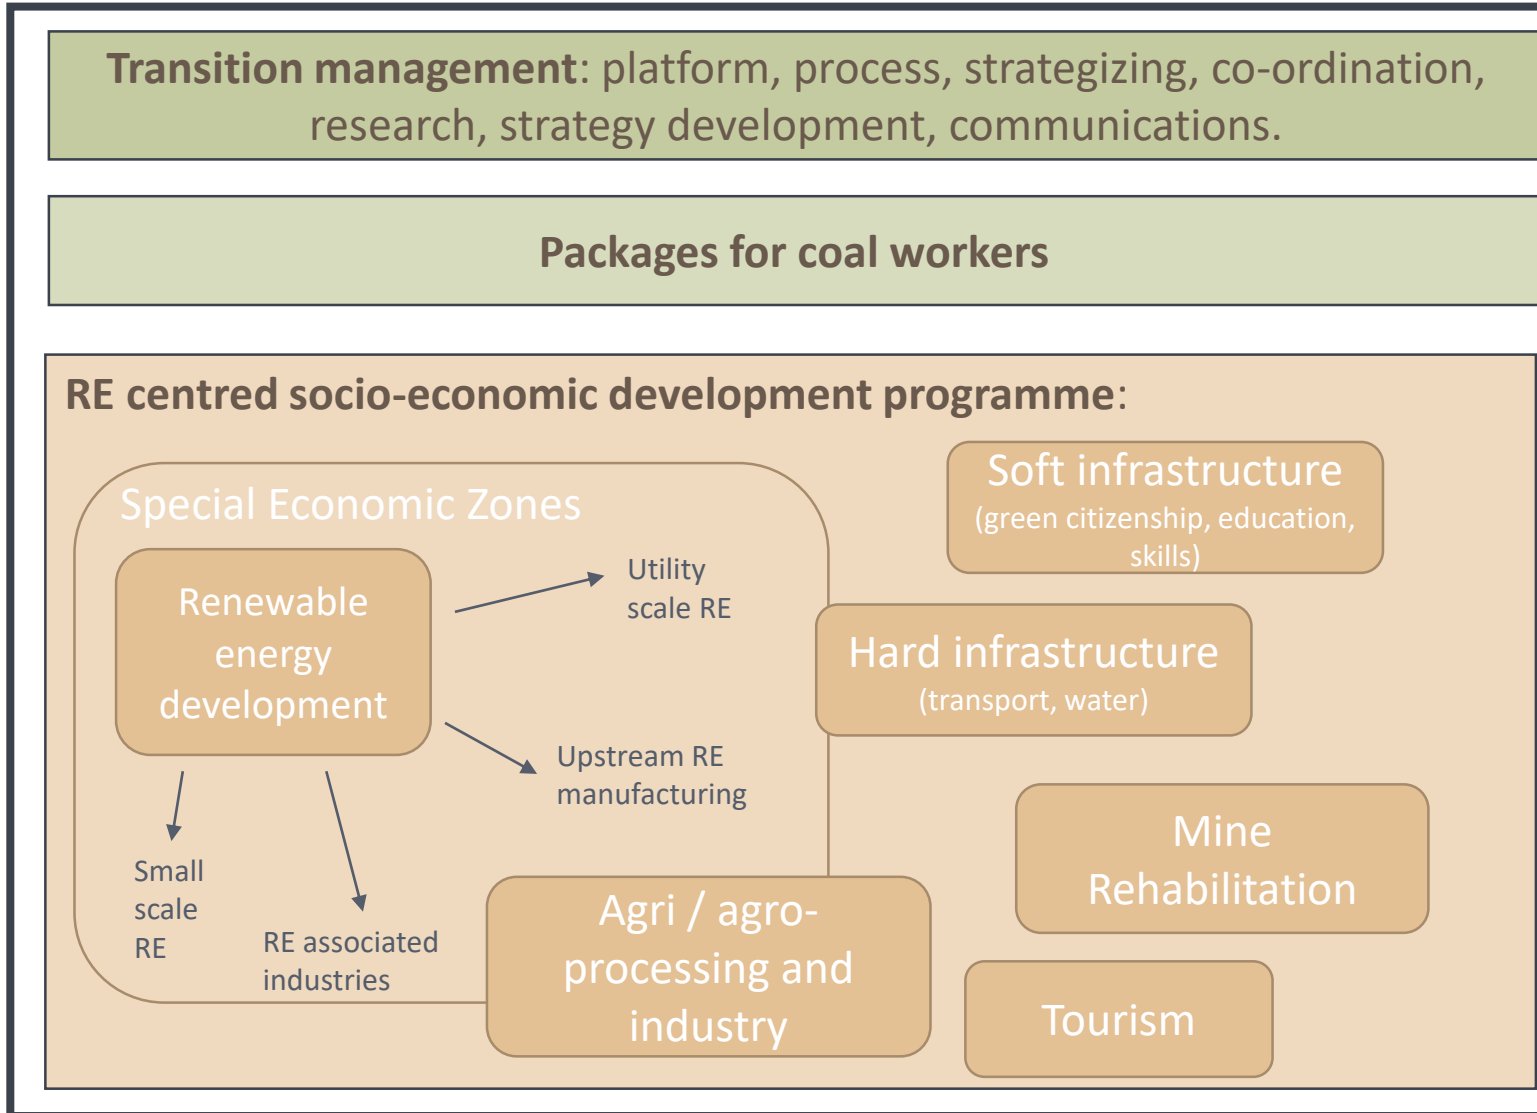 Transition management: platform, process, strategizing, co-ordination,
research, strategy development, communications.
Packages for coal workers
RE centred socio-economic development programme:
Special Economic Zones
Renewable
energy
development
Utility
scale RE
Upstream RE
manufacturing
Small
scale
RE
RE associated
industries
Agri / agro-
processing and
industry
Soft infrastructure
(green citizenship, education,
skills)
Hard infrastructure
(transport, water)
Mine
Rehabilitation
Tourism